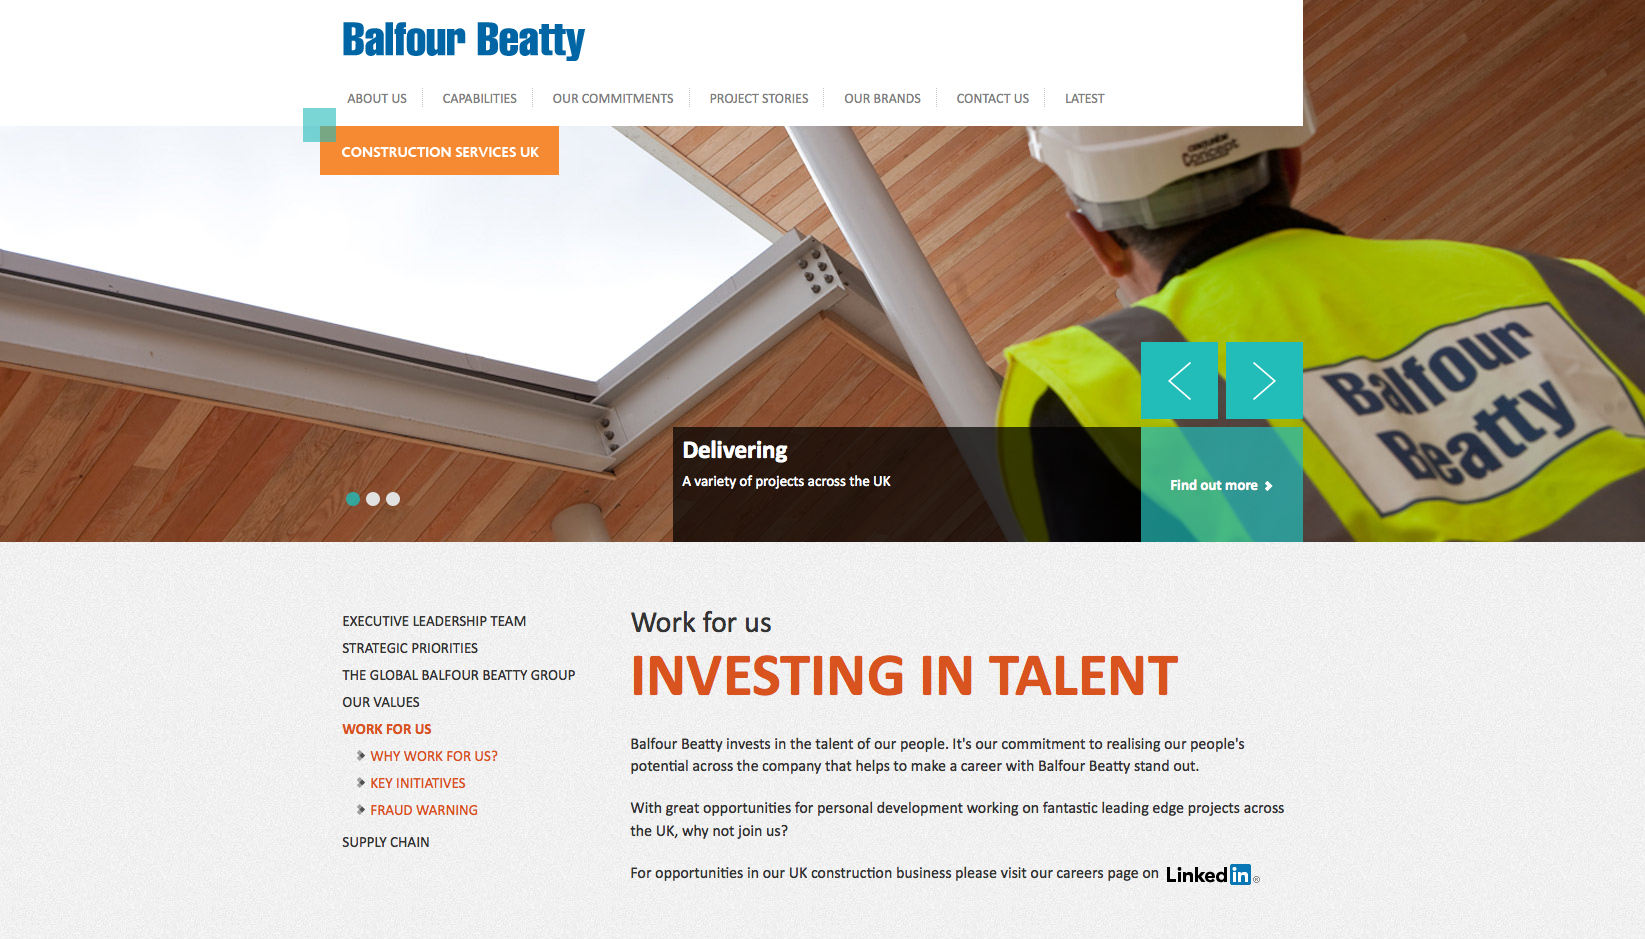 Balfour Beatty
ABOUT US
CAPABILITIES
OUR COMMITMENTS
PROJECT STORIES
OUR BRANDS
CONTACT US
LATEST
CONSTRUCTION SERVICES UK
Concept
Balfour
Beatty
Delivering
A variety of projects across the UK
Find out more
EXECUTIVE LEADERSHIP TEAM
STRATEGIC PRIORITIES
THE GLOBAL BALFOUR BEATTY GROUP
OUR VALUES
WORK FOR US
WHY WORK FOR US?
KEY INITIATIVES
FRAUD WARNING
SUPPLY CHAIN
Work for us
INVESTING IN TALENT
Balfour Beatty invests in the talent of our people. It's our commitment to realising our people's
potential across the company that helps to make a career with Balfour Beatty stand out.
With great opportunities for personal development working on fantastic leading edge projects across
the UK, why not join us?
For opportunities in our UK construction business please visit our careers page on Linked in ®